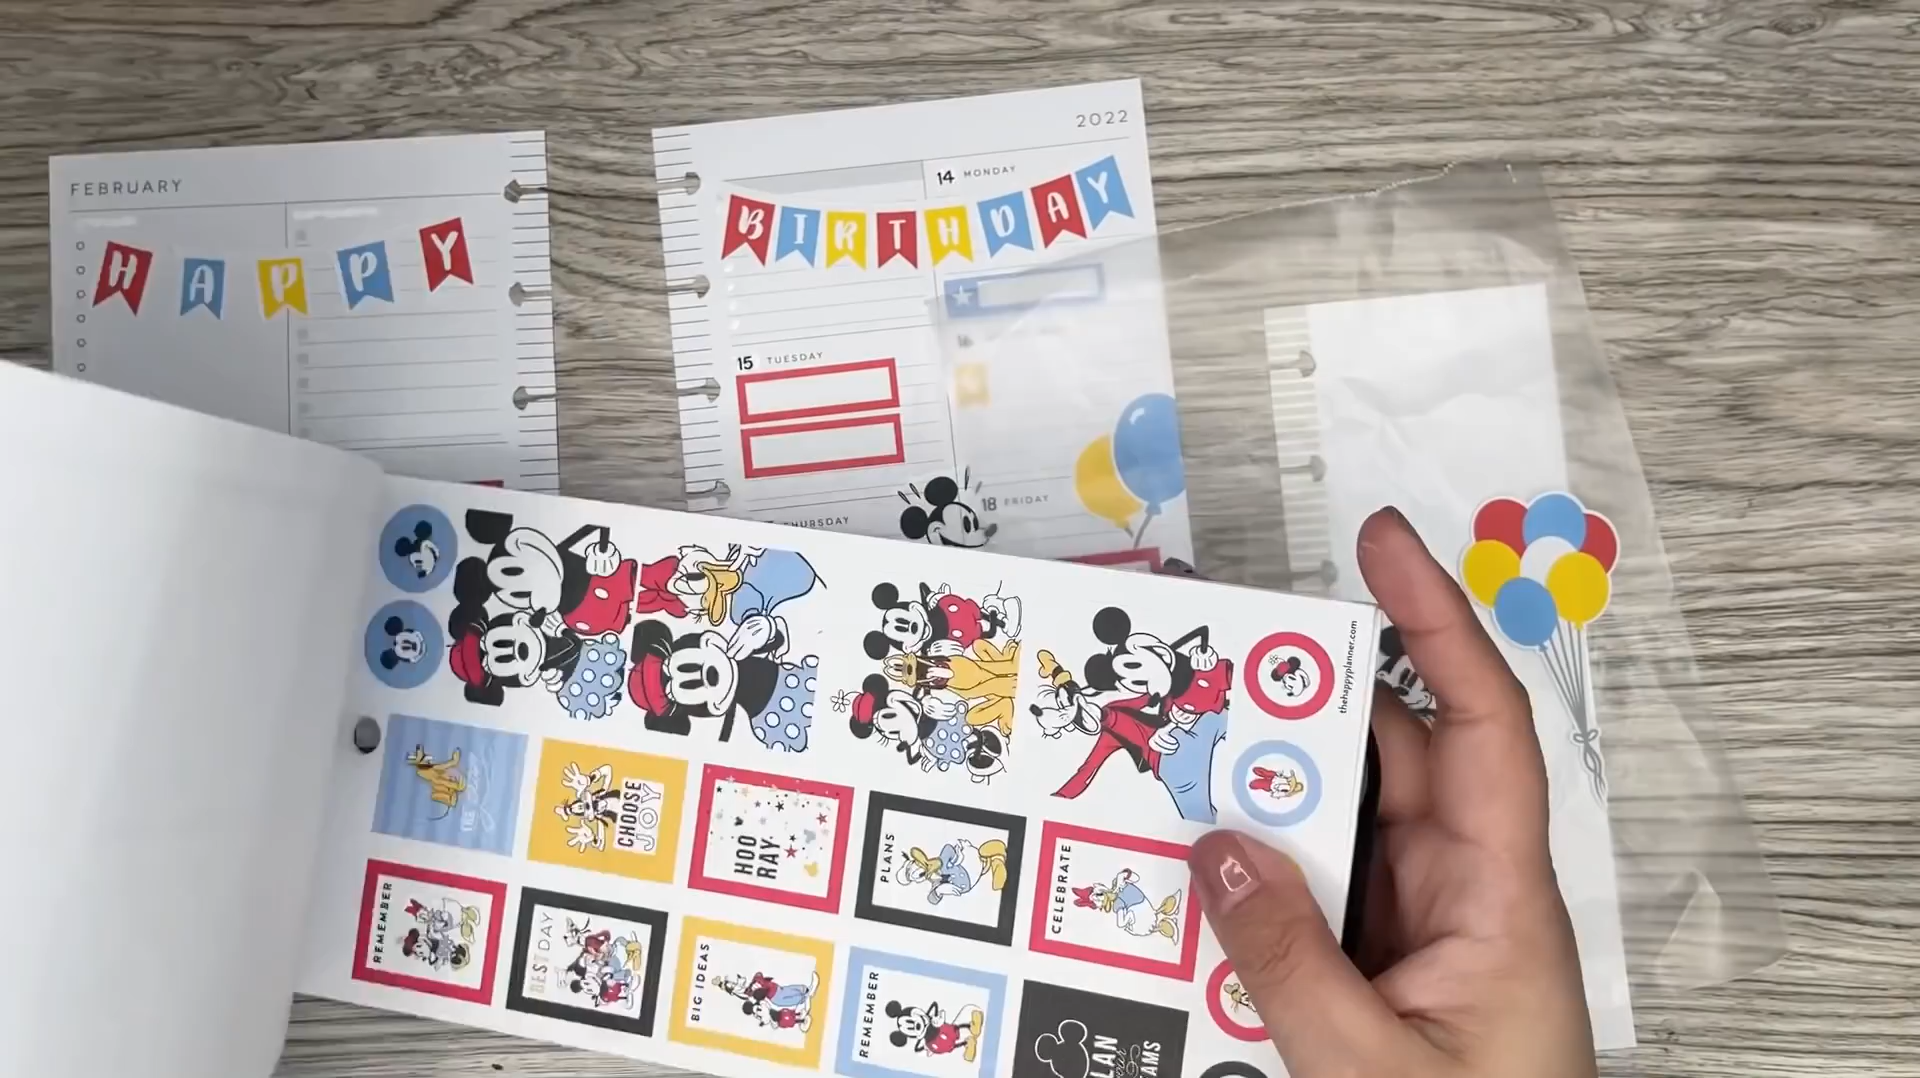 FEBRUARY
HAPPY
2022
14 MONDAY
BIRTHDAY
15 TUESDAY
18 FRIDAY
THURSDAY
thehappyplanner.com
CHOOSE
JOY
HOO
RAY
PLANS
CELEBRATE
REMEMBER
BEST DAY
BIG IDEAS
REMEMBER